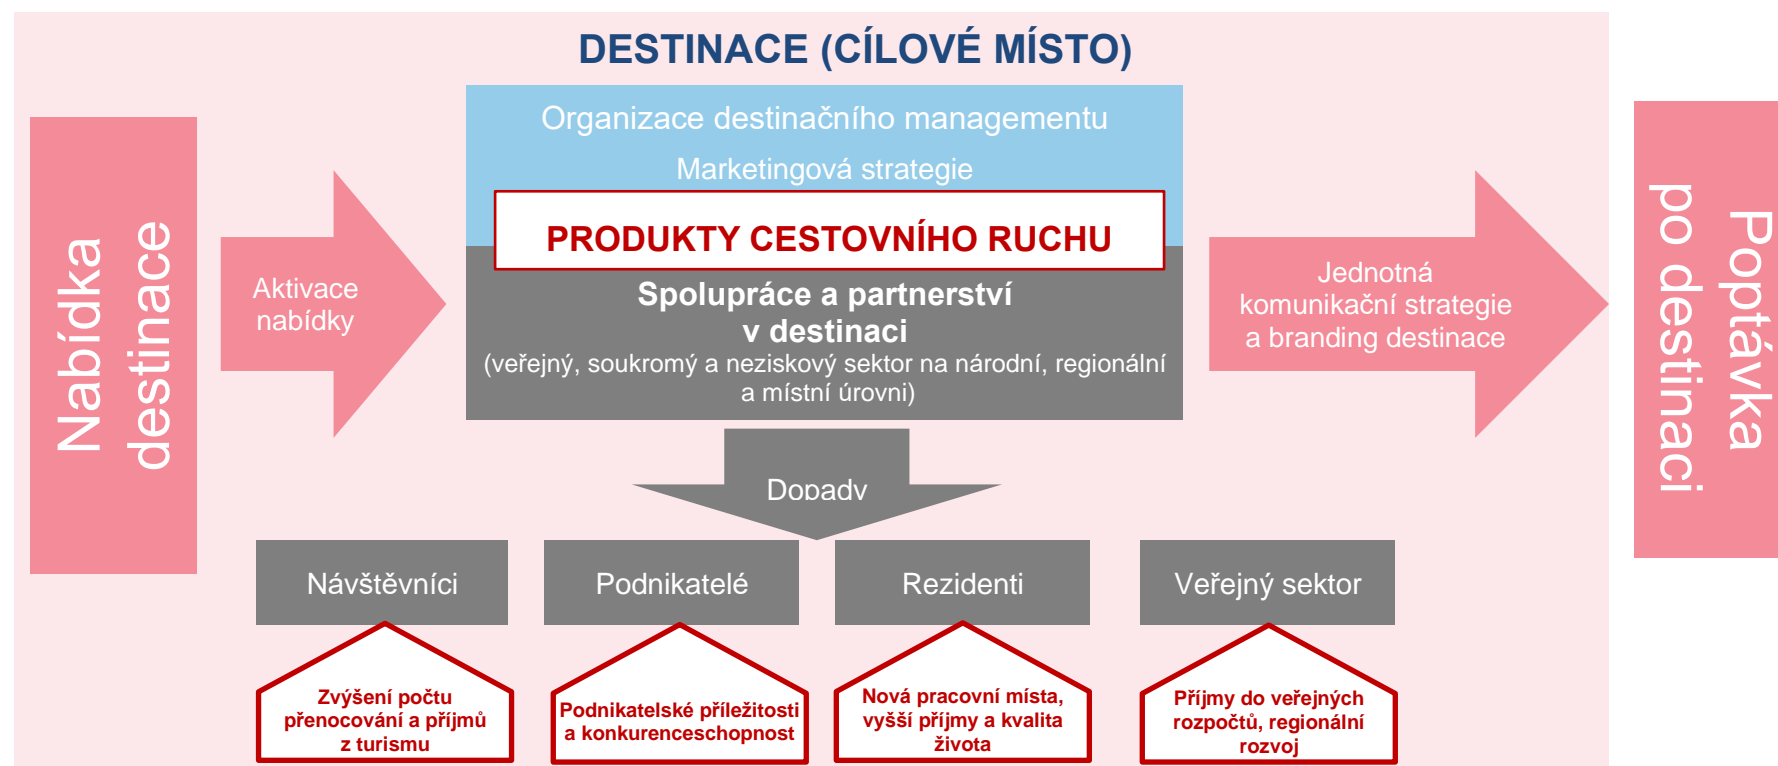 DESTINACE (CÍLOVÉ MÍSTO)
Nabídka
destinace
Aktivace
nabídky
Organizace destinačního managementu
Marketingová strategie
PRODUKTY CESTOVNÍHO RUCHU
Spolupráce a partnerství
v destinaci
(veřejný, soukromý a neziskový sektor na národní, regionální
a místní úrovni)
Jednotná
komunikační strategie
a branding destinace
Poptávka
po destinaci
Dopady
Návštěvníci
Podnikatelé
Rezidenti
Veřejný sektor
Zvýšení počtu
přenocování a příjmů
z turismu
Podnikatelské příležitosti
a konkurenceschopnost
Nová pracovní místa,
vyšší příjmy a kvalita
života
Příjmy do veřejných
rozpočtů, regionální
rozvoj